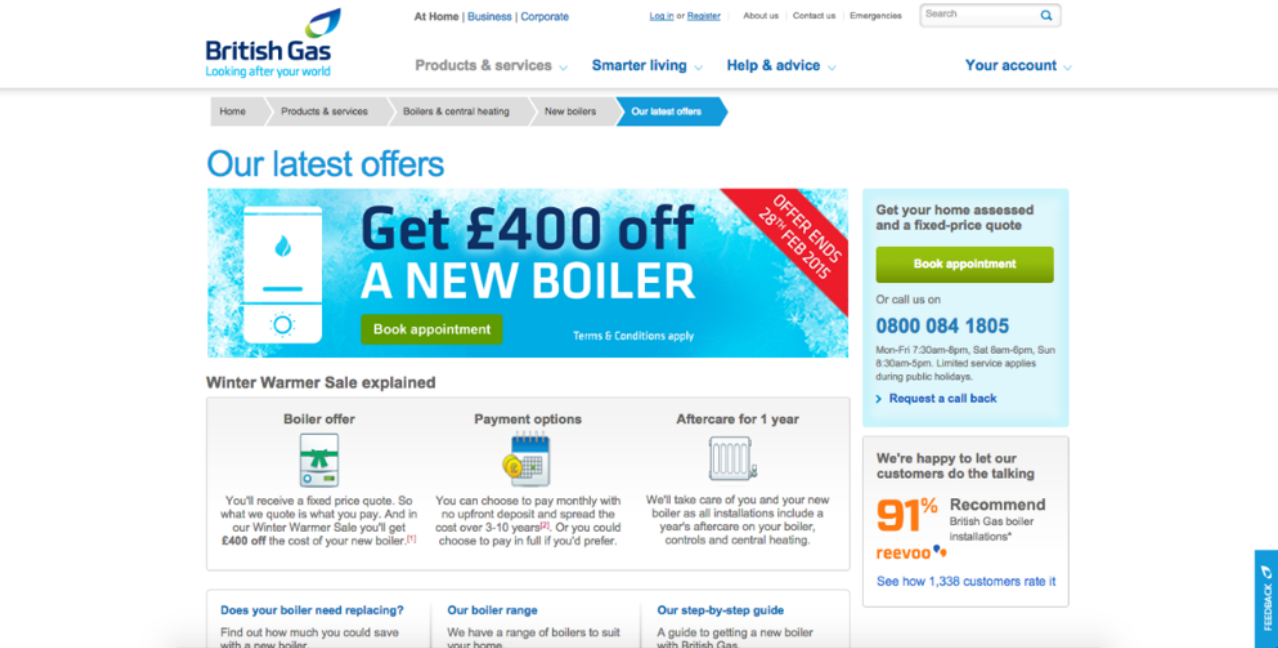 British Gas
Looking after your world
At Home | Business | Corporate
Log in or Register | About us | Contact us | Emergencies
Search
Products & services
Smarter living
Help & advice
Your account
Home
Products & services
Boilers & central heating
New boilers
Our latest offers
Our latest offers
Get £400 off
A NEW BOILER
Book appointment
Terms & Conditions apply
OFFER ENDS
28TH FEB 2015
Get your home assessed
and a fixed-price quote
Book appointment
Or call us on
0800 084 1805
Mon-Fri 7:30am-8pm, Sat 8am-6pm, Sun
8:30am-5pm. Limited service applies
during public holidays.
Request a call back
Winter Warmer Sale explained
Boiler offer
You'll receive a fixed price quote. So
what we quote is what you pay. And in
our Winter Warmer Sale you'll get
£400 off the cost of your new boiler.[1]
Payment options
You can choose to pay monthly with
no upfront deposit and spread the
cost over 3-10 years[2]. Or you could
choose to pay in full if you'd prefer.
Aftercare for 1 year
We'll take care of you and your new
boiler as all installations include a
year's aftercare on your boiler,
controls and central heating.
We're happy to let our
customers do the talking
91% Recommend
British Gas boiler
installations*
reevoo
See how 1,338 customers rate it
Does your boiler need replacing?
Find out how much you could save
with a new boiler.
Our boiler range
We have a range of boilers to suit
your home.
Our step-by-step guide
A guide to getting a new boiler
with British Gas.
FEEDBACK